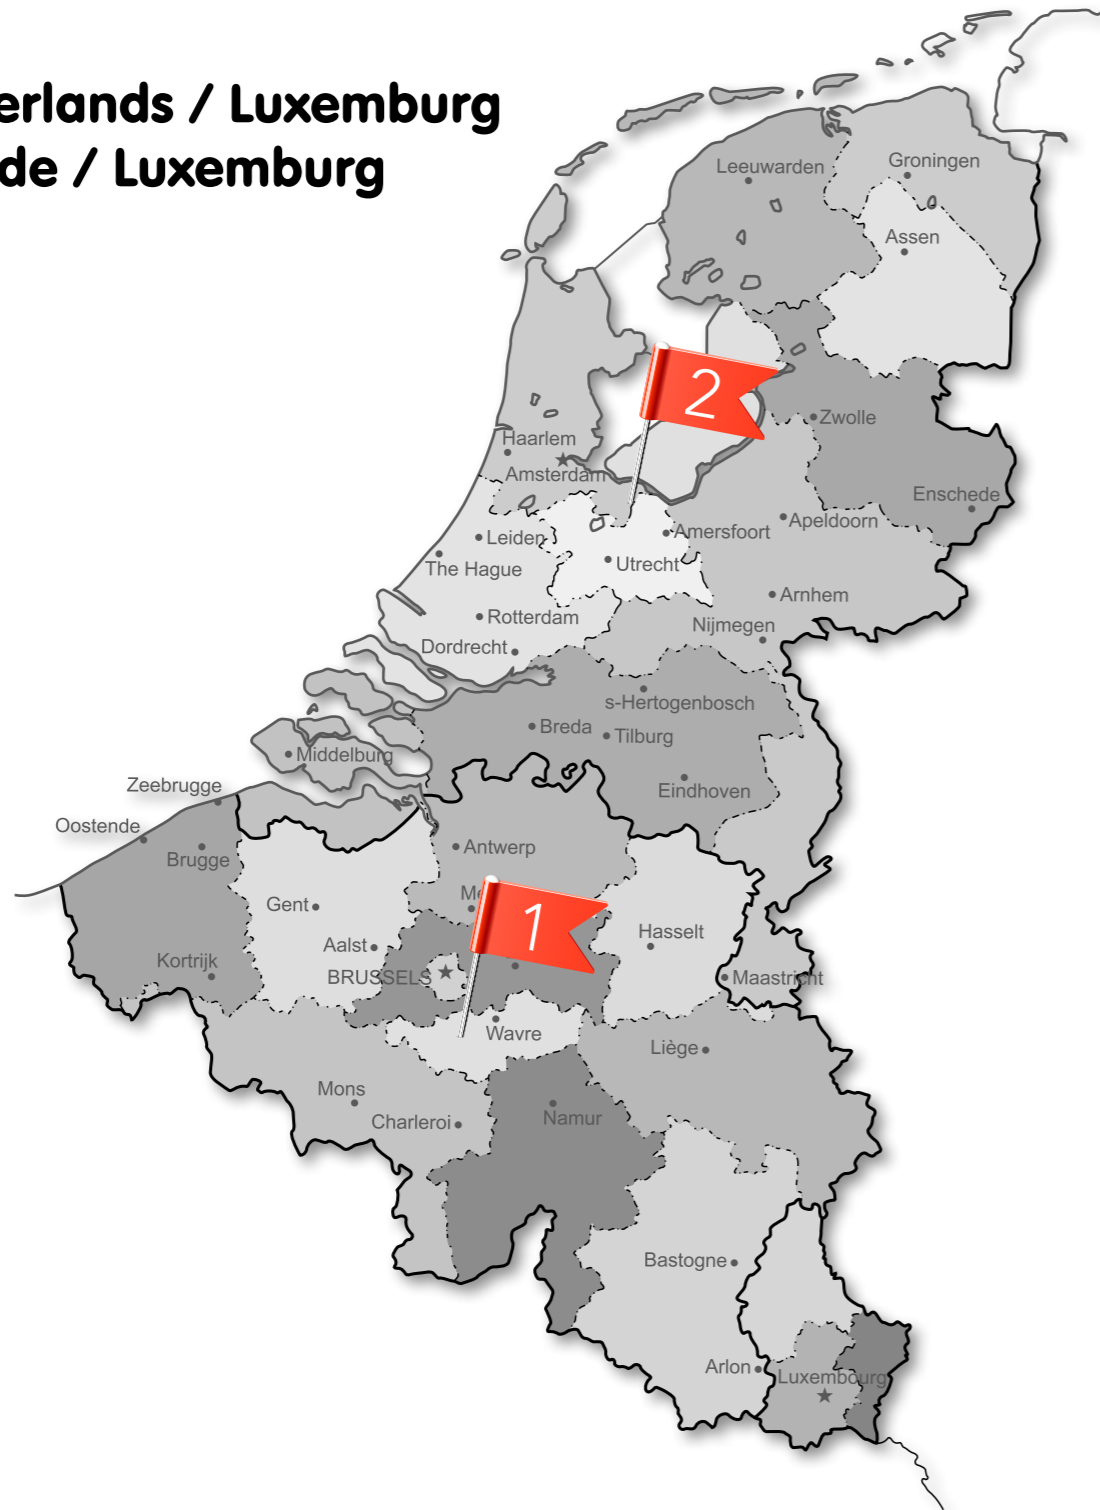 erlands / Luxemburg
de / Luxemburg
Groningen
Leeuwarden
Assen
2
Zwolle
Haarlem
Amsterdam
Enschede
Apeldoorn
Amersfoort
Leiden
Utrecht
The Hague
Arnhem
Rotterdam
Nijmegen
Dordrecht
s-Hertogenbosch
Breda
Tilburg
Middelburg
Zeebrugge
Eindhoven
Oostende
Antwerp
Brugge
Me
Gent
1
Hasselt
Aalst
Kortrijk
BRUSSELS
Maastricht
Wavre
Liège
Mons
Namur
Charleroi
Bastogne
Arlon
Luxembourg